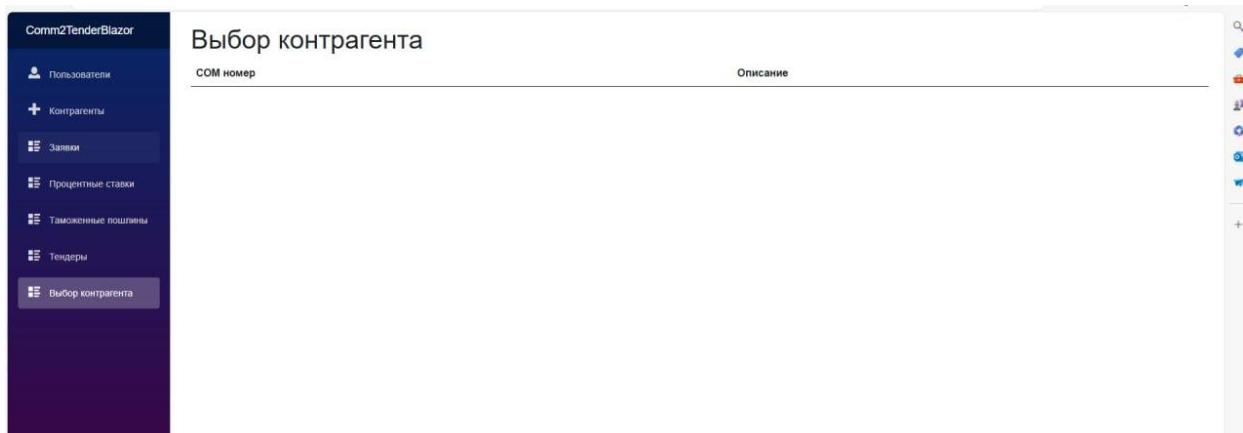 Comm2TenderBlazor
Пользователи
Контрагенты
Заявки
Процентные ставки
Таможенные пошлины
Тендеры
Выбор контрагента
Выбор контрагента
COM номер Описание